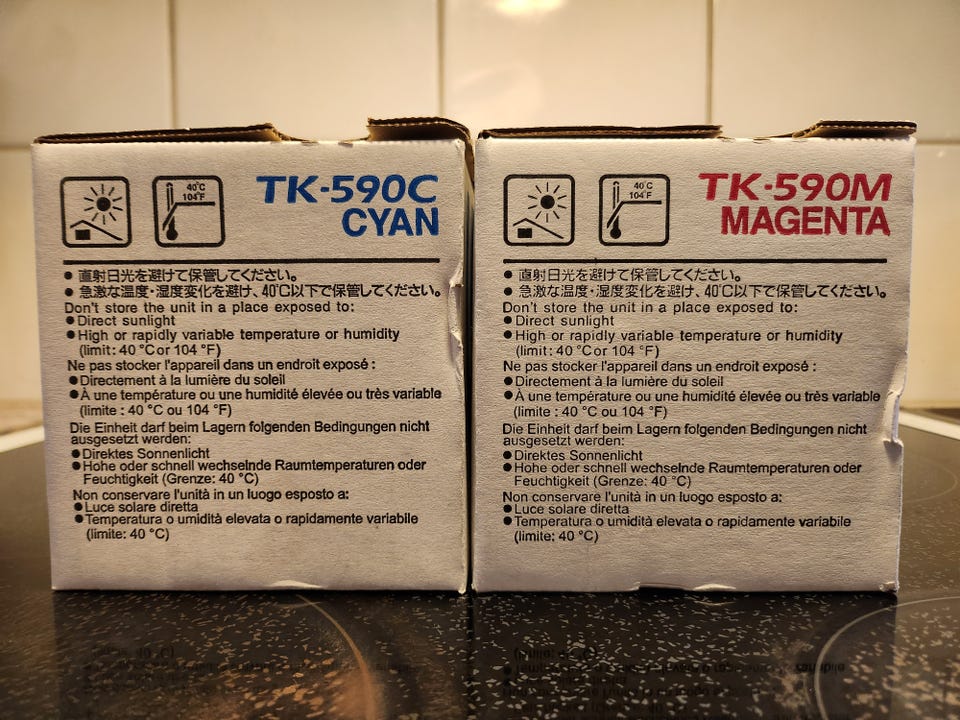 40°C
104°F
TK-590C
CYAN
● 直射日光を避けて保管してください。
● 急激な温度・湿度変化を避け、40℃以下で保管してください。
Don't store the unit in a place exposed to:
● Direct sunlight
● High or rapidly variable temperature or humidity
(limit: 40 °C or 104 °F)
Ne pas stocker l'appareil dans un endroit exposé :
● Directement à la lumière du soleil
● À une température ou une humidité élevée ou très variable
(limite : 40 °C ou 104 °F)
Die Einheit darf beim Lagern folgenden Bedingungen nicht
ausgesetzt werden:
● Direktes Sonnenlicht
● Hohe oder schnell wechselnde Raumtemperaturen oder
Feuchtigkeit (Grenze: 40 °C)
Non conservare l'unità in un luogo esposto a:
● Luce solare diretta
● Temperatura o umidità elevata o rapidamente variabile
(limite: 40 °C)
40°C
104°F
TK-590M
MAGENTA
● 直射日光を避けて保管してください。
● 急激な温度・湿度変化を避け、40℃以下で保管してください。
Don't store the unit in a place exposed to:
● Direct sunlight
● High or rapidly variable temperature or humidity
(limit: 40 °C or 104 °F)
Ne pas stocker l'appareil dans un endroit exposé :
● Directement à la lumière du soleil
● À une température ou une humidité élevée ou très variable
(limite : 40 °C ou 104 °F)
Die Einheit darf beim Lagern folgenden Bedingungen nicht
ausgesetzt werden:
● Direktes Sonnenlicht
● Hohe oder schnell wechselnde Raumtemperaturen oder
Feuchtigkeit (Grenze: 40 °C)
Non conservare l'unità in un luogo esposto a:
● Luce solare diretta
● Temperatura o umidità elevata o rapidamente variabile
(limite: 40 °C)